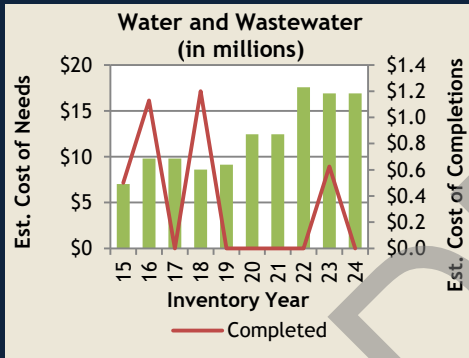 Water and Wastewater
(in millions)
Est. Cost of Needs
$20
$15
$10
$5
$0
$1.4
$1.2
$1.0
$0.8
$0.6
$0.4
$0.2
$0.0
Est. Cost of Completions
15 16 17 18 19 20 21 22 23 24
Inventory Year
Completed